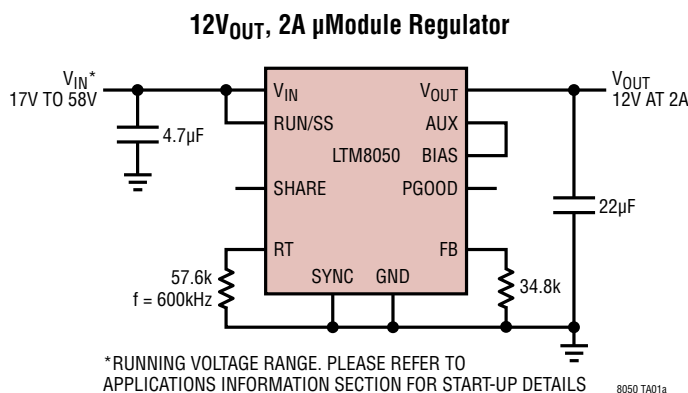 12VOUT, 2A µModule Regulator
VIN*
17V TO 58V
4.7µF
VIN
RUN/SS
SHARE
RT
LTM8050
VOUT
AUX
BIAS
PGOOD
FB
SYNC
GND
VOUT
12V AT 2A
22µF
57.6k
f = 600kHz
34.8k
*RUNNING VOLTAGE RANGE. PLEASE REFER TO
APPLICATIONS INFORMATION SECTION FOR START-UP DETAILS
8050 TA01a